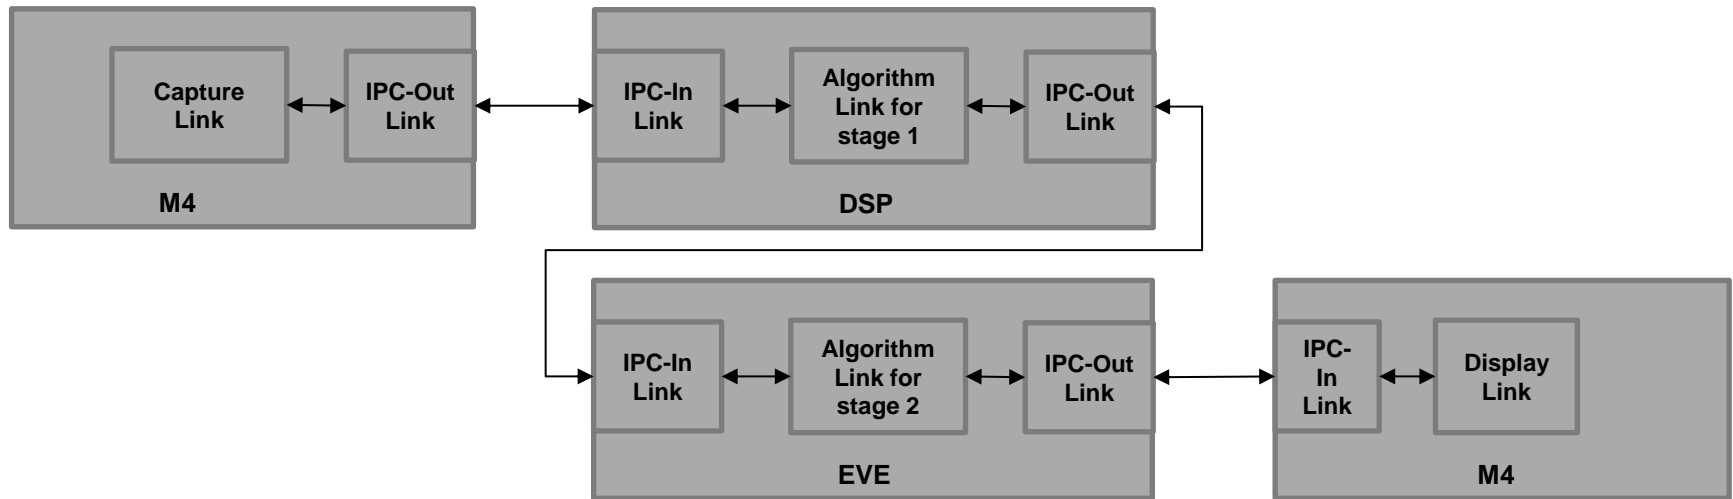 Capture
Link
IPC-Out
Link
M4
IPC-In
Link
Algorithm
Link for
stage 1
IPC-Out
Link
DSP
IPC-In
Link
Algorithm
Link for
stage 2
IPC-Out
Link
EVE
IPC-
In
Link
Display
Link
M4